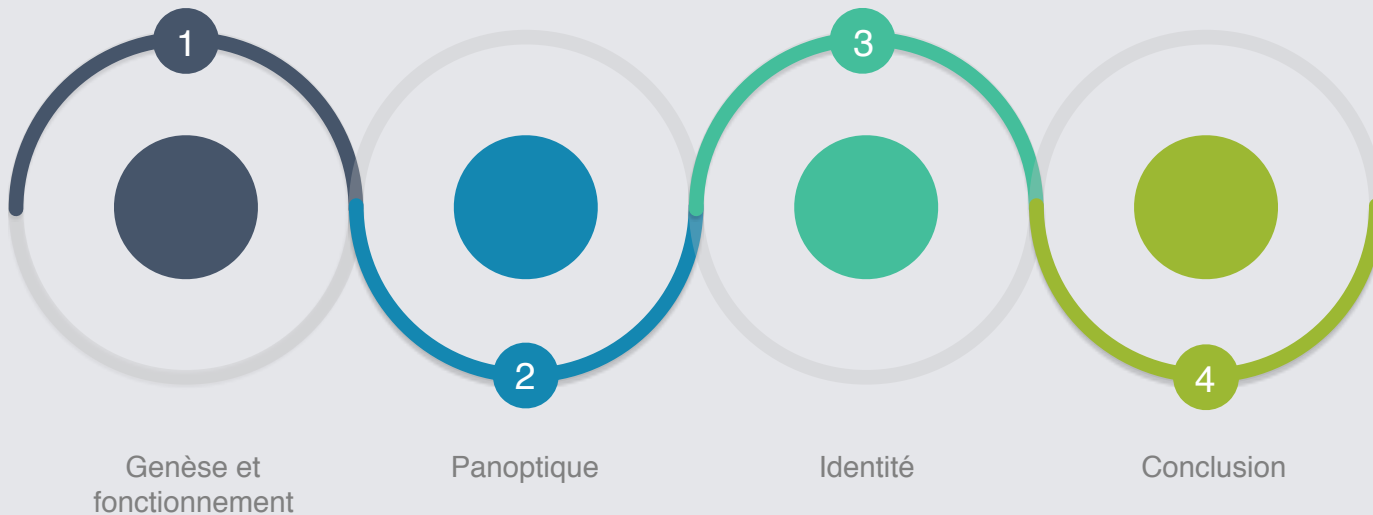 1
3
2
4
Genèse et
fonctionnement
Panoptique
Identité
Conclusion